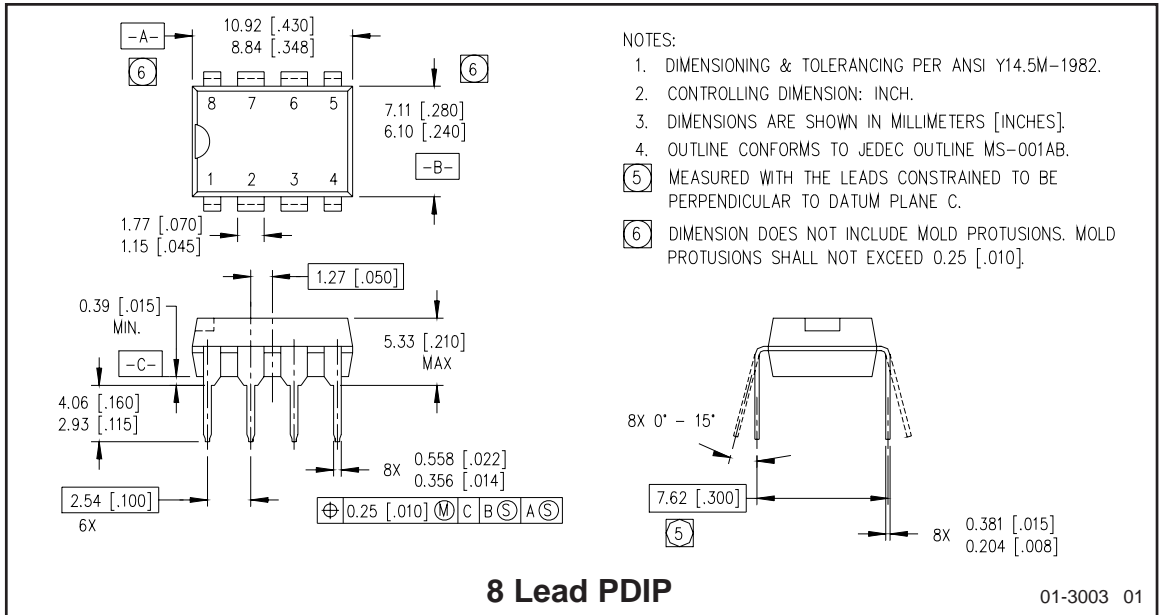 -A-
10.92 [.430]
8.84 [.348]
6
6
8 7 6 5
7.11 [.280]
6.10 [.240]
-B-
1 2 3 4
1.77 [.070]
1.15 [.045]
1.27 [.050]
0.39 [.015]
MIN.
-C-
5.33 [.210]
MAX
4.06 [.160]
2.93 [.115]
8X 0.558 [.022]
0.356 [.014]
2.54 [.100]
6X
⌖ 0.25 [.010] Ⓜ C B Ⓢ A Ⓢ
NOTES:
1. DIMENSIONING & TOLERANCING PER ANSI Y14.5M-1982.
2. CONTROLLING DIMENSION: INCH.
3. DIMENSIONS ARE SHOWN IN MILLIMETERS [INCHES].
4. OUTLINE CONFORMS TO JEDEC OUTLINE MS-001AB.
5 MEASURED WITH THE LEADS CONSTRAINED TO BE
PERPENDICULAR TO DATUM PLANE C.
6 DIMENSION DOES NOT INCLUDE MOLD PROTUSIONS. MOLD
PROTUSIONS SHALL NOT EXCEED 0.25 [.010].
8X 0° - 15°
7.62 [.300]
5
8X 0.381 [.015]
0.204 [.008]
8 Lead PDIP
01-3003 01